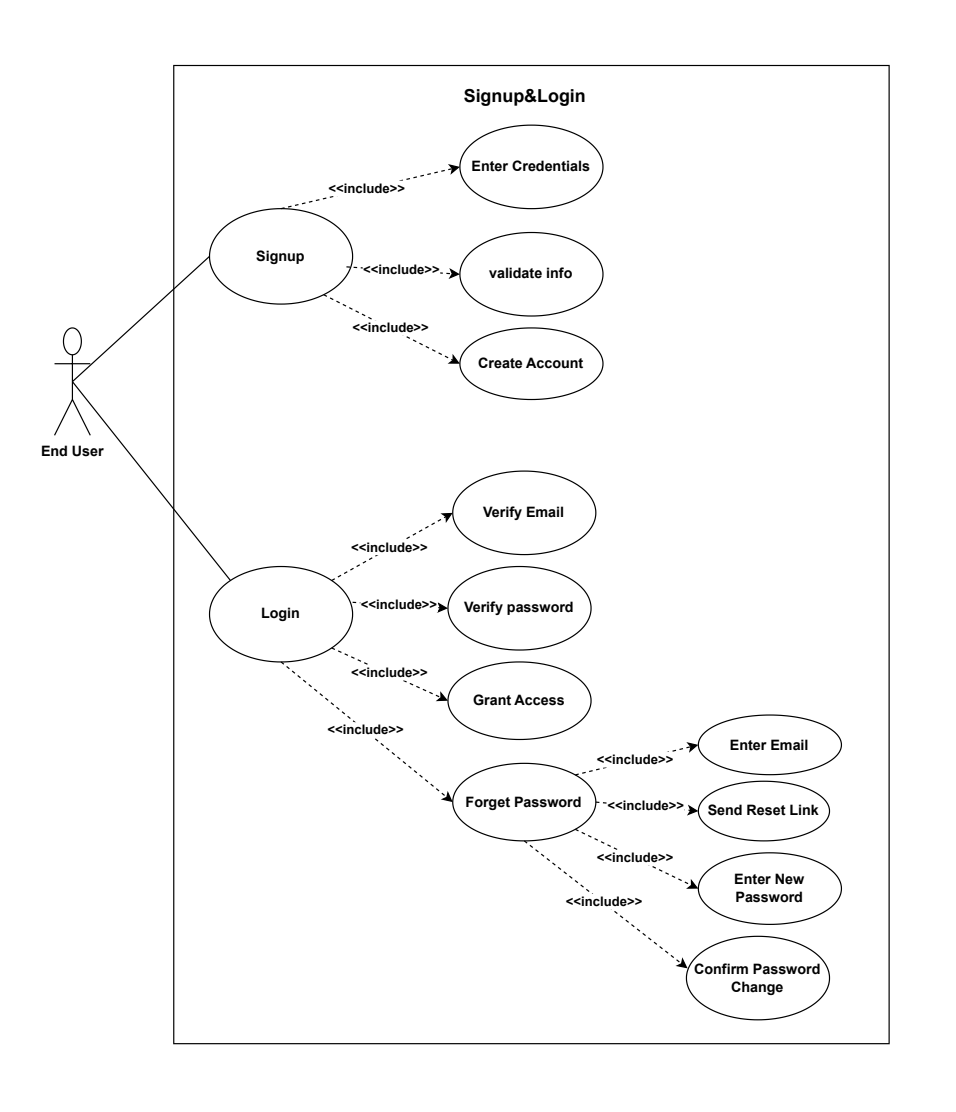 Signup&Login
Enter Credentials
<<include>>
Signup
<<include>>
validate info
<<include>>
Create Account
End User
Verify Email
<<include>>
Login
<<include>>
Verify password
<<include>>
Grant Access
<<include>>
Enter Email
<<include>>
Forget Password
<<include>>
Send Reset Link
<<include>>
Enter New
Password
<<include>>
Confirm Password
Change